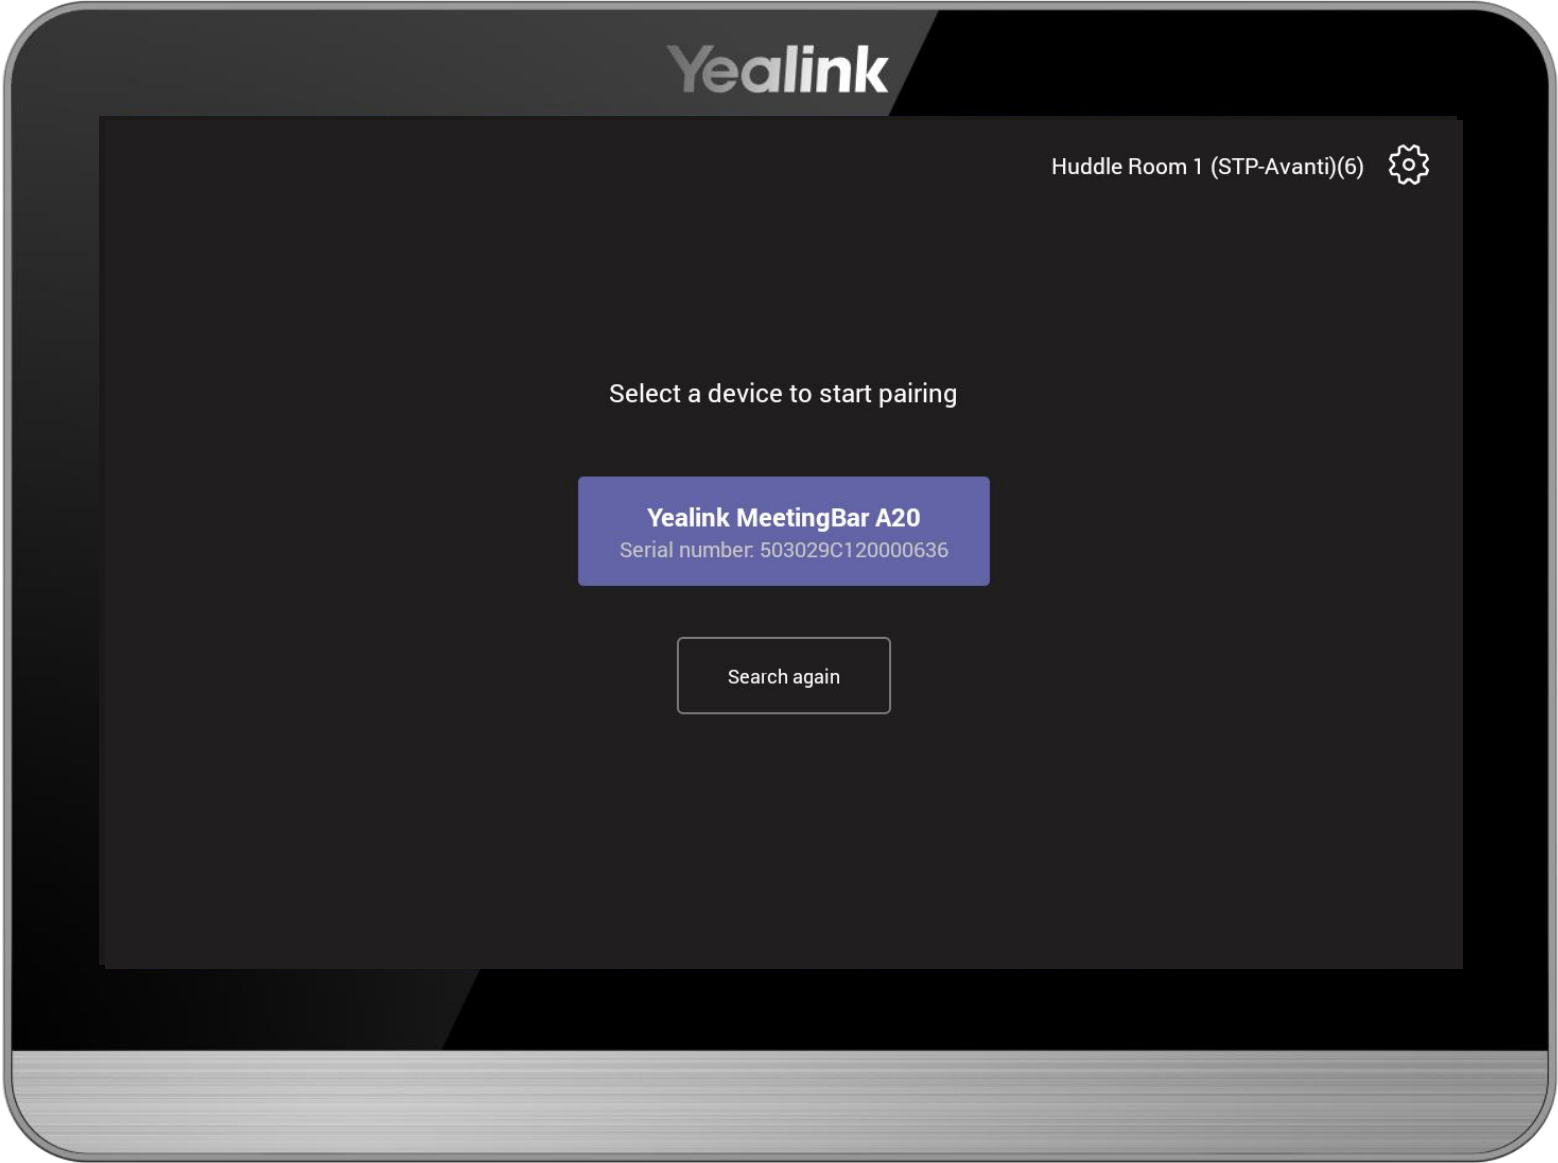 Yealink
Huddle Room 1 (STP-Avanti)(6)
Select a device to start pairing
Yealink MeetingBar A20
Serial number: 503029C120000636
Search again